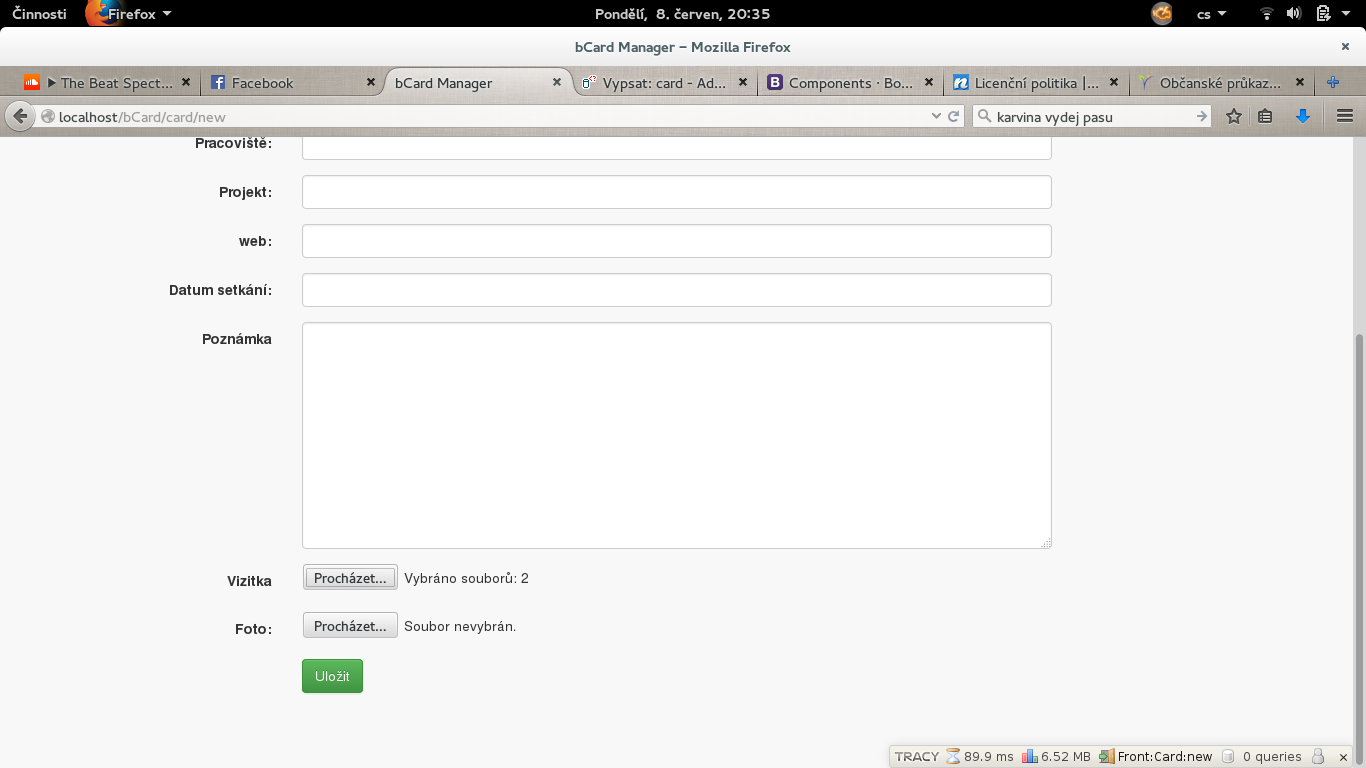 Činnosti Firefox Pondělí, 8. červen, 20:35 cs
bCard Manager – Mozilla Firefox
The Beat Spect... Facebook bCard Manager Vypsat: card - Ad... Components · Bo... Licenční politika |... Občanské průkaz...
localhost/bCard/card/new karvina vydej pasu
Pracoviště:
Projekt:
web:
Datum setkání:
Poznámka
Vizitka Procházet... Vybráno souborů: 2
Foto: Procházet... Soubor nevybrán.
Uložit
TRACY 89.9 ms 6.52 MB Front:Card:new 0 queries